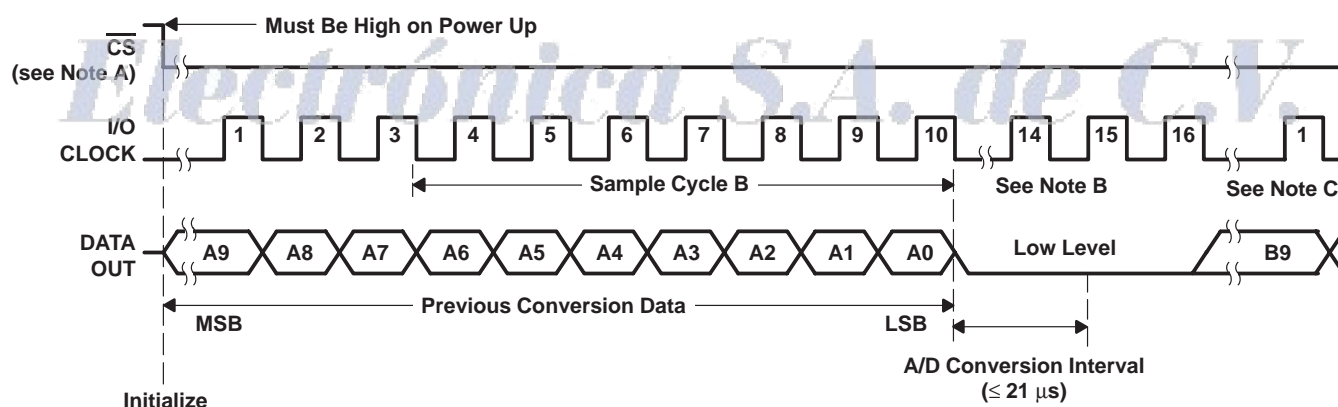 Must Be High on Power Up
CS
(see Note A)
Electrónica S.A. de C.V.
I/O
CLOCK
1 2 3 4 5 6 7 8 9 10 14 15 16 1
Sample Cycle B
See Note B
See Note C
DATA
OUT
A9 A8 A7 A6 A5 A4 A3 A2 A1 A0 Low Level B9
Previous Conversion Data
MSB
LSB
A/D Conversion Interval
(≤ 21 μs)
Initialize